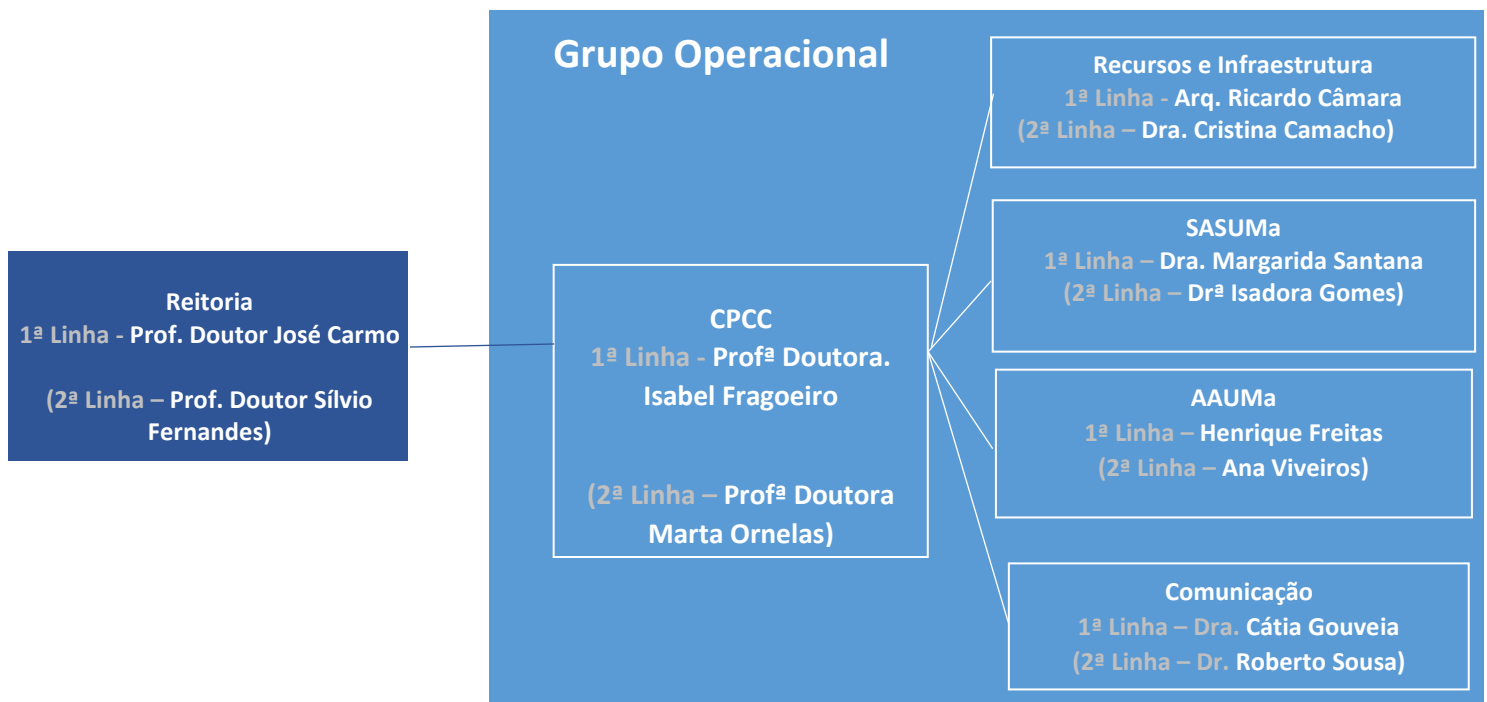 Grupo Operacional
Reitoria
1ª Linha - Prof. Doutor José Carmo
(2ª Linha – Prof. Doutor Sílvio
Fernandes)
CPCC
1ª Linha - Profª Doutora.
Isabel Fragoeiro
(2ª Linha – Profª Doutora
Marta Ornelas)
Recursos e Infraestrutura
1ª Linha - Arq. Ricardo Câmara
(2ª Linha – Dra. Cristina Camacho)
SASUMa
1ª Linha – Dra. Margarida Santana
(2ª Linha – Drª Isadora Gomes)
AAUMa
1ª Linha – Henrique Freitas
(2ª Linha – Ana Viveiros)
Comunicação
1ª Linha – Dra. Cátia Gouveia
(2ª Linha – Dr. Roberto Sousa)